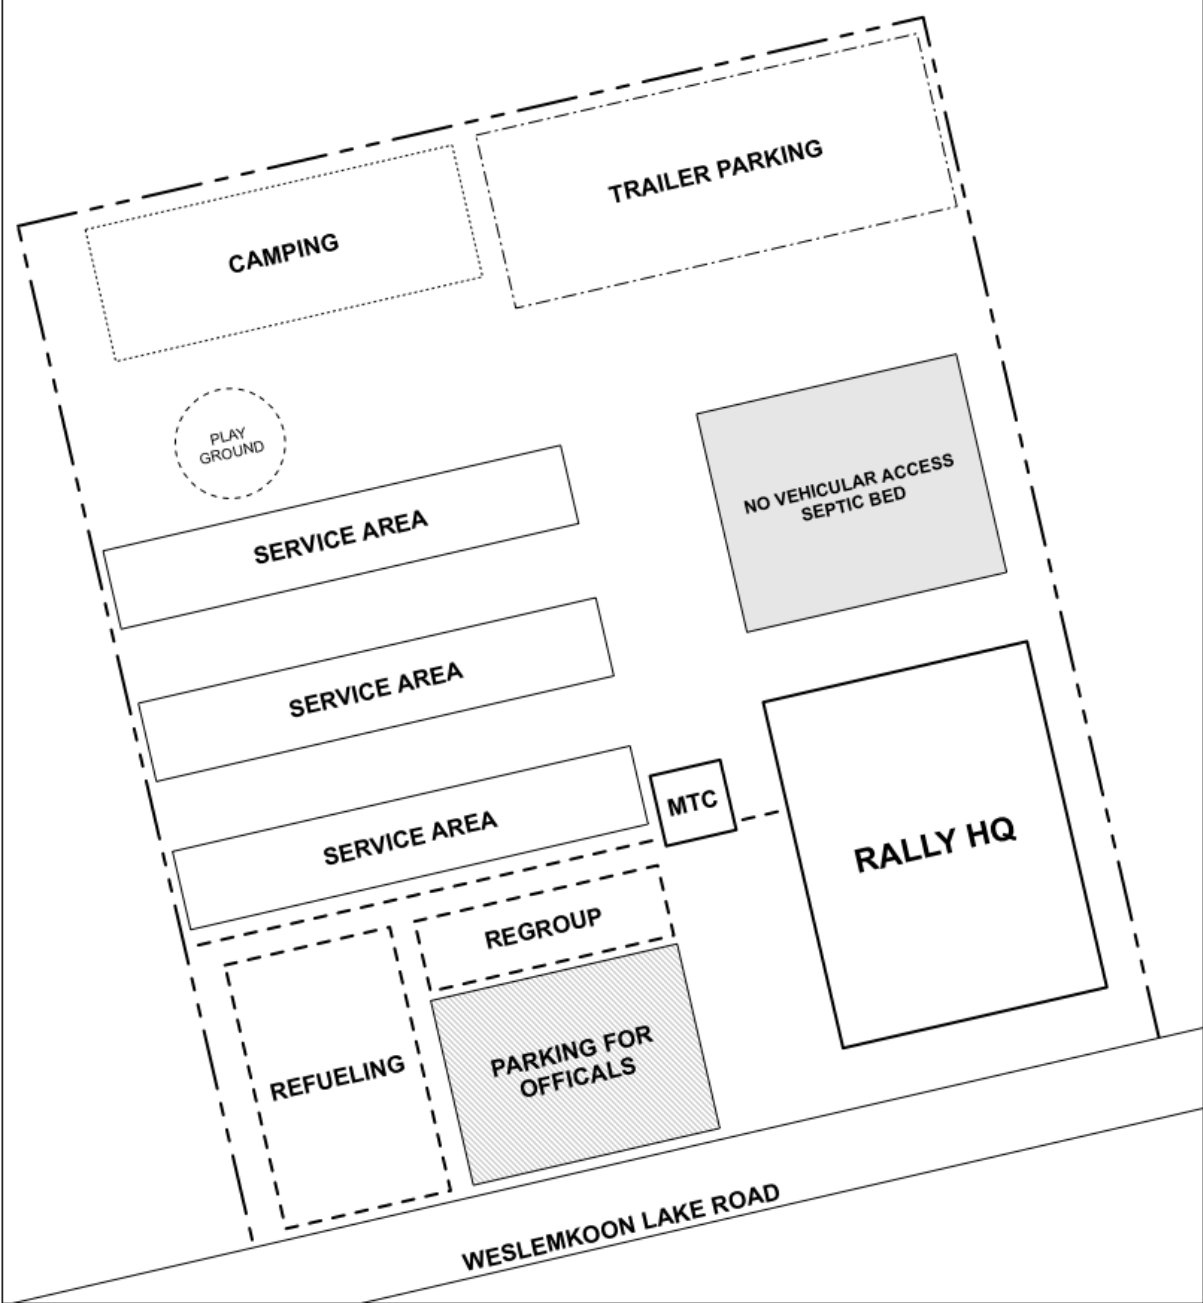 TRAILER PARKING
CAMPING
PLAY
GROUND
NO VEHICULAR ACCESS
SEPTIC BED
SERVICE AREA
SERVICE AREA
SERVICE AREA
MTC
RALLY HQ
REGROUP
REFUELING
PARKING FOR
OFFICALS
WESLEMKOON LAKE ROAD